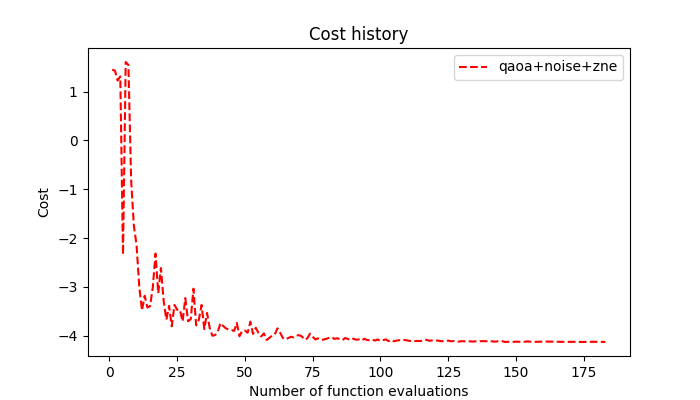 Cost history
qaoa+noise+zne
1
0
−1
−2
−3
−4
Cost
0 25 50 75 100 125 150 175
Number of function evaluations